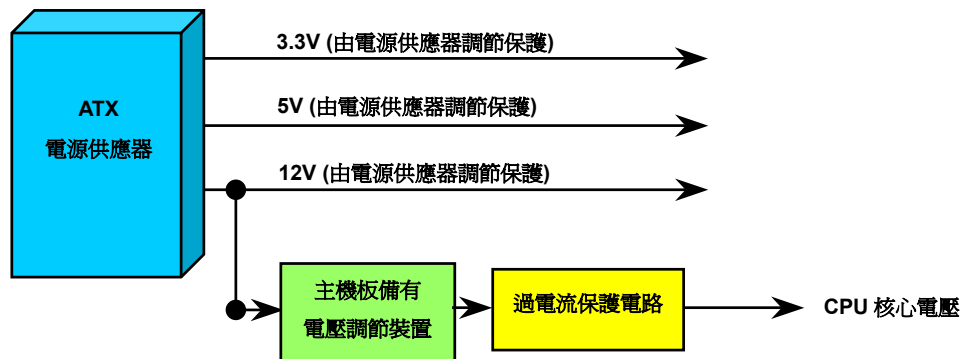 3.3V (由電源供應器調節保護)
ATX
電源供應器
5V (由電源供應器調節保護)
12V (由電源供應器調節保護)
主機板備有
電壓調節裝置
過電流保護電路
CPU 核心電壓